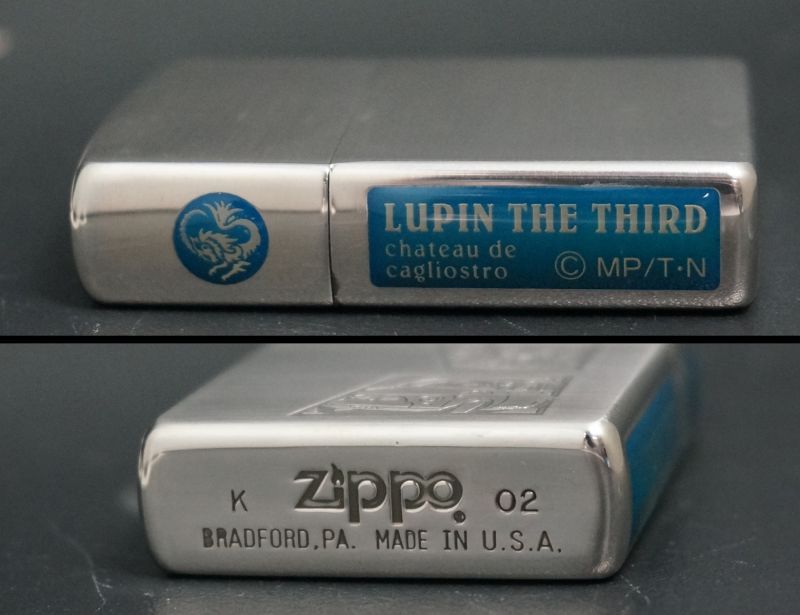 LUPIN THE THIRD
chateau de
cagliostro
© MP/T·N
K zippo 02
BRADFORD,PA. MADE IN U.S.A.